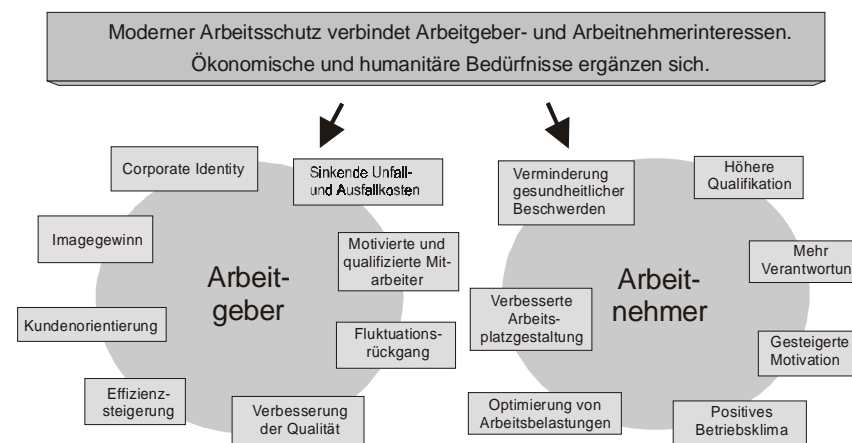 Moderner Arbeitsschutz verbindet Arbeitgeber- und Arbeitnehmerinteressen.
Ökonomische und humanitäre Bedürfnisse ergänzen sich.
Corporate Identity
Sinkende Unfall-
und Ausfallkosten
Imagegewinn
Motivierte und
qualifizierte Mit-
arbeiter
Arbeit-
geber
Kundenorientierung
Fluktuations-
rückgang
Effizienz-
steigerung
Verbesserung
der Qualität
Verminderung
gesundheitlicher
Beschwerden
Höhere
Qualifikation
Mehr
Verantwortun
Arbeit-
nehmer
Verbesserte
Arbeits-
platzgestaltung
Gesteigerte
Motivation
Optimierung von
Arbeitsbelastungen
Positives
Betriebsklima